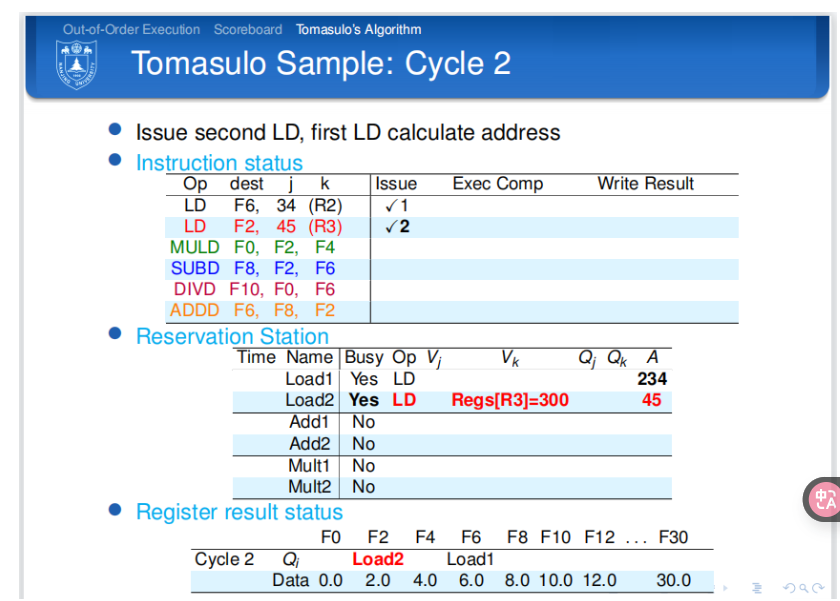 Out-of-Order Execution Scoreboard Tomasulo's Algorithm
Tomasulo Sample: Cycle 2
Issue second LD, first LD calculate address
Instruction status
Op dest j k Issue Exec Comp Write Result
LD F6, 34 (R2) ✓1
LD F2, 45 (R3) ✓2
MULD F0, F2, F4
SUBD F8, F2, F6
DIVD F10, F0, F6
ADDD F6, F8, F2
Reservation Station
Time Name Busy Op Vj Vk Qj Qk A
Load1 Yes LD 234
Load2 Yes LD Regs[R3]=300 45
Add1 No
Add2 No
Mult1 No
Mult2 No
Register result status
F0 F2 F4 F6 F8 F10 F12 ... F30
Cycle 2 Qi Load2 Load1
Data 0.0 2.0 4.0 6.0 8.0 10.0 12.0 30.0